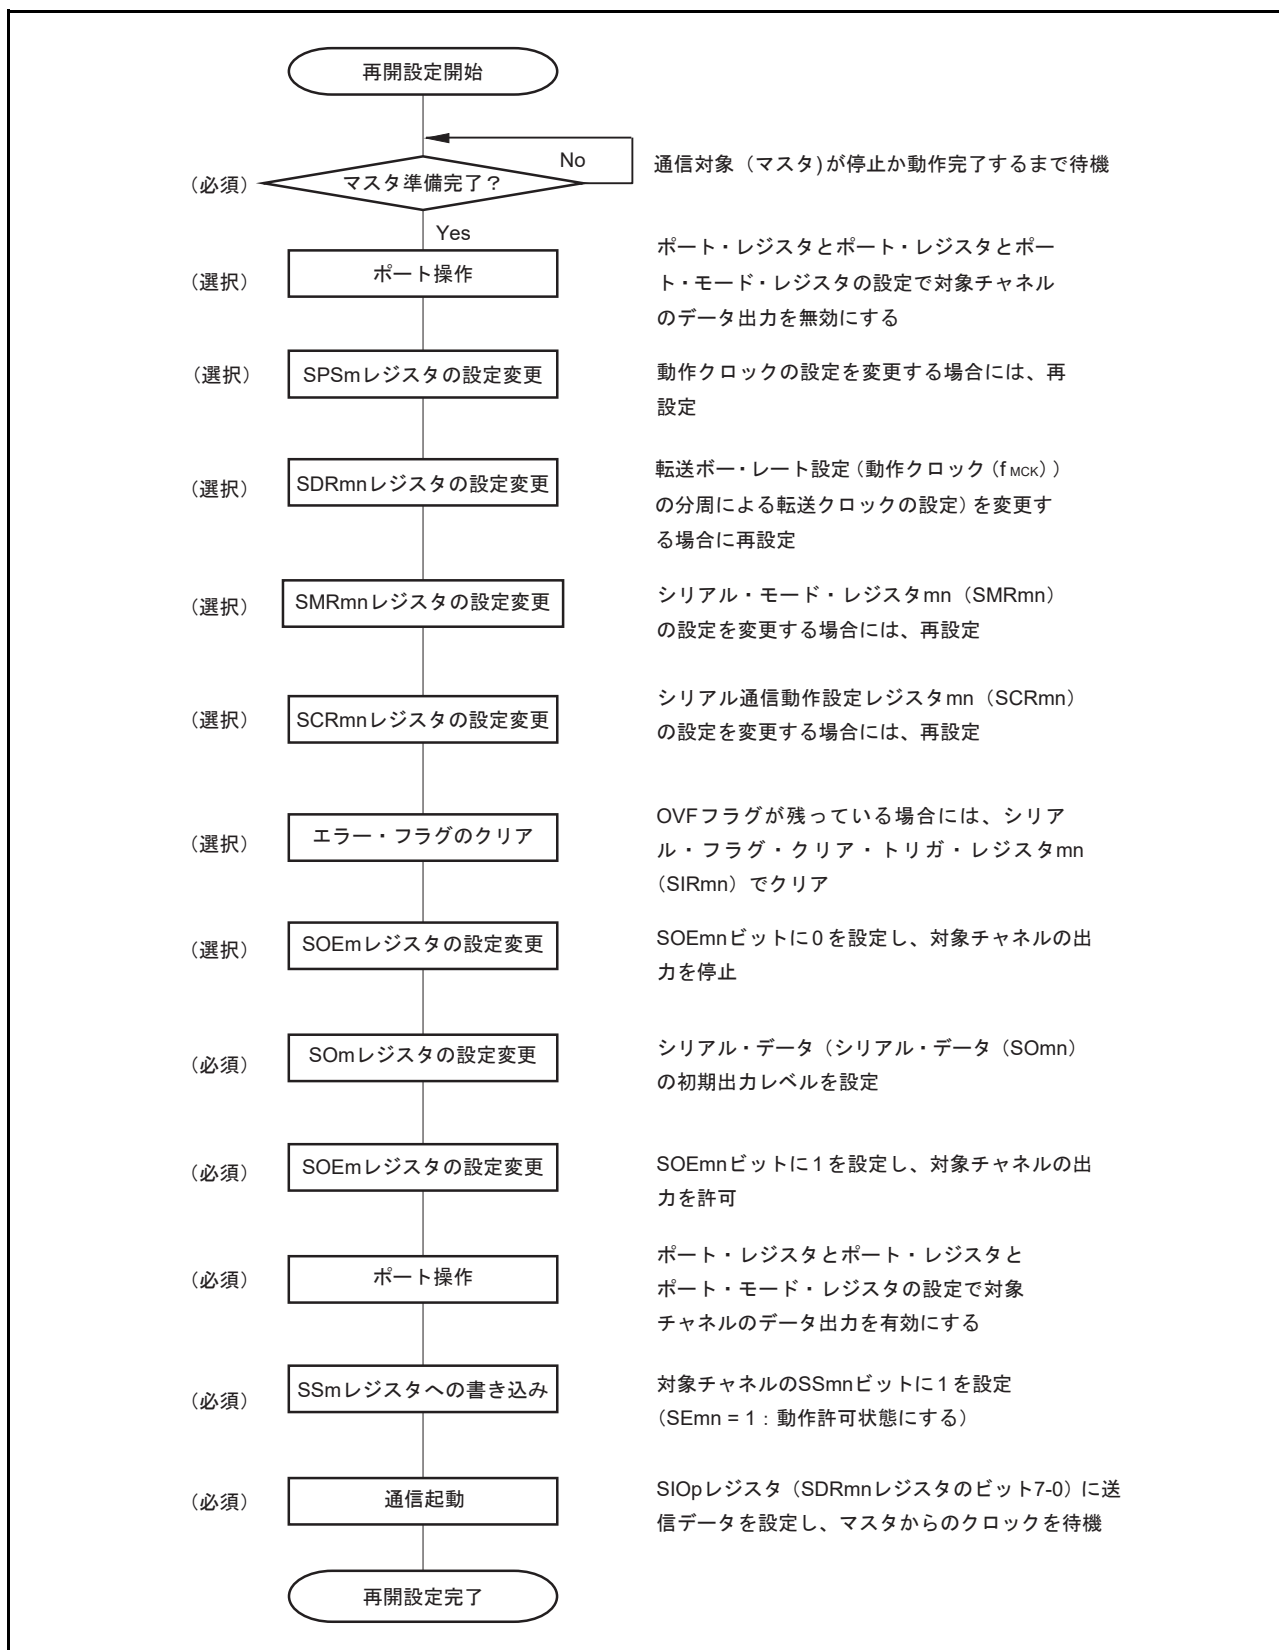 再開設定開始
No
通信対象（マスタ)が停止か動作完了するまで待機
（必須）
マスタ準備完了？
Yes
ポート・レジスタとポート・レジスタとポー
（選択）
ポート操作
ト・モード・レジスタの設定で対象チャネル
のデータ出力を無効にする
（選択）
SPSmレジスタの設定変更
動作クロックの設定を変更する場合には、再
設定
（選択）
SDRmnレジスタの設定変更
転送ボー・レート設定（動作クロック（fMCK））
の分周による転送クロックの設定）を変更す
る場合に再設定
（選択）
SMRmnレジスタの設定変更
シリアル・モード・レジスタmn（SMRmn）
の設定を変更する場合には、再設定
（選択）
SCRmnレジスタの設定変更
シリアル通信動作設定レジスタmn（SCRmn）
の設定を変更する場合には、再設定
（選択）
エラー・フラグのクリア
OVFフラグが残っている場合には、シリア
ル・フラグ・クリア・トリガ・レジスタmn
（SIRmn）でクリア
（選択）
SOEmレジスタの設定変更
SOEmnビットに0を設定し、対象チャネルの出
力を停止
（必須）
SOmレジスタの設定変更
シリアル・データ（シリアル・データ（SOmn）
の初期出力レベルを設定
（必須）
SOEmレジスタの設定変更
SOEmnビットに1を設定し、対象チャネルの出
力を許可
（必須）
ポート操作
ポート・レジスタとポート・レジスタと
ポート・モード・レジスタの設定で対象
チャネルのデータ出力を有効にする
（必須）
SSmレジスタへの書き込み
対象チャネルのSSmnビットに1を設定
（SEmn = 1：動作許可状態にする）
（必須）
通信起動
SIOpレジスタ（SDRmnレジスタのビット7-0）に送
信データを設定し、マスタからのクロックを待機
再開設定完了